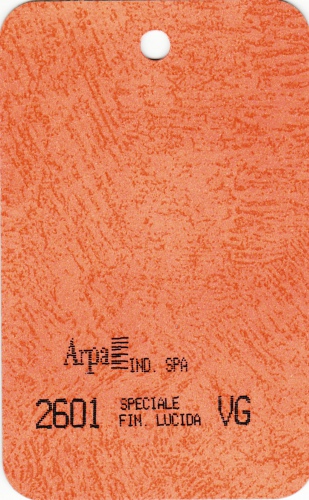 Arpa IND. SPA
2601 SPECIALE VG
FIN. LUCIDA